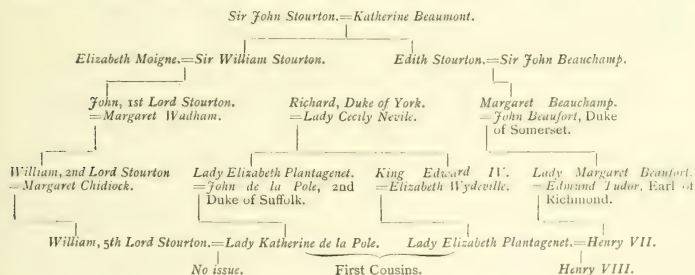 Sir John Stourton.=Katherine Beaumont.
Elizabeth Moigne.=Sir William Stourton. Edith Stourton.=Sir John Beauchamp.
John, 1st Lord Stourton. Richard, Duke of York. Margaret Beauchamp.
=Margaret Wadham. =Lady Cecily Nevile. =John Beaufort, Duke
of Somerset.
William, 2nd Lord Stourton Lady Elizabeth Plantagenet. King Edward IV. Lady Margaret Beaufort.
=Margaret Chidiock. =John de la Pole, 2nd =Elizabeth Wydeville. =Edmund Tudor, Earl of
Duke of Suffolk. Richmond.
William, 5th Lord Stourton.=Lady Katherine de la Pole. Lady Elizabeth Plantagenet.=Henry VII.
No issue. First Cousins. Henry VIII.